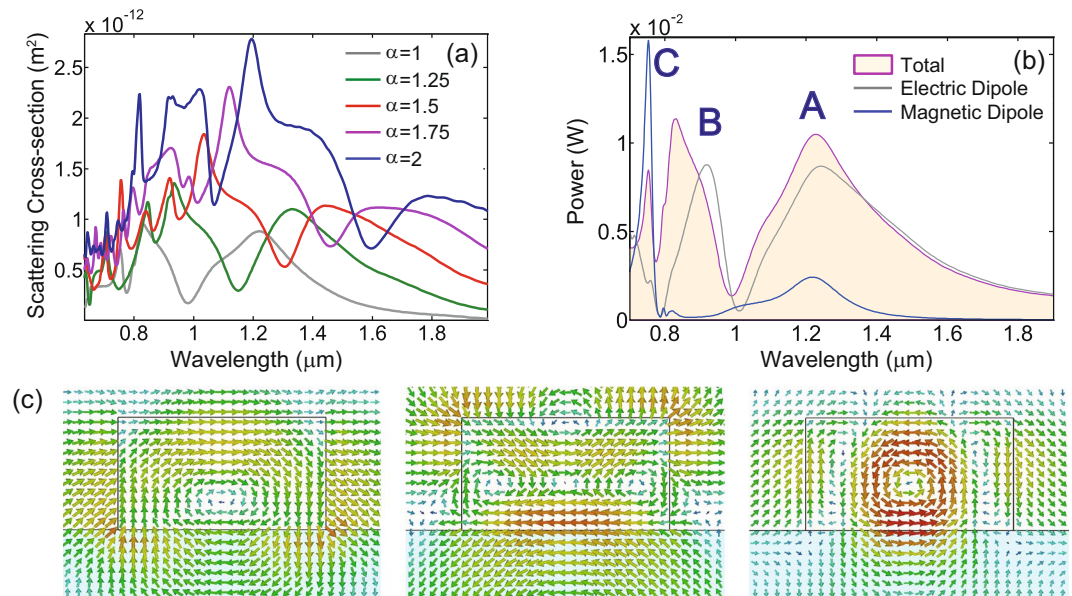 x 10⁻¹²
(a)
Scattering Cross-section (m²)
2.5
2
1.5
1
0.5
α=1
α=1.25
α=1.5
α=1.75
α=2
0.8 1 1.2 1.4 1.6 1.8
Wavelength (μm)
x 10⁻²
(b)
Power (W)
1
0.5
0
C
B
A
Total
Electric Dipole
Magnetic Dipole
0.8 1 1.2 1.4 1.6 1.8
Wavelength (μm)
(c)